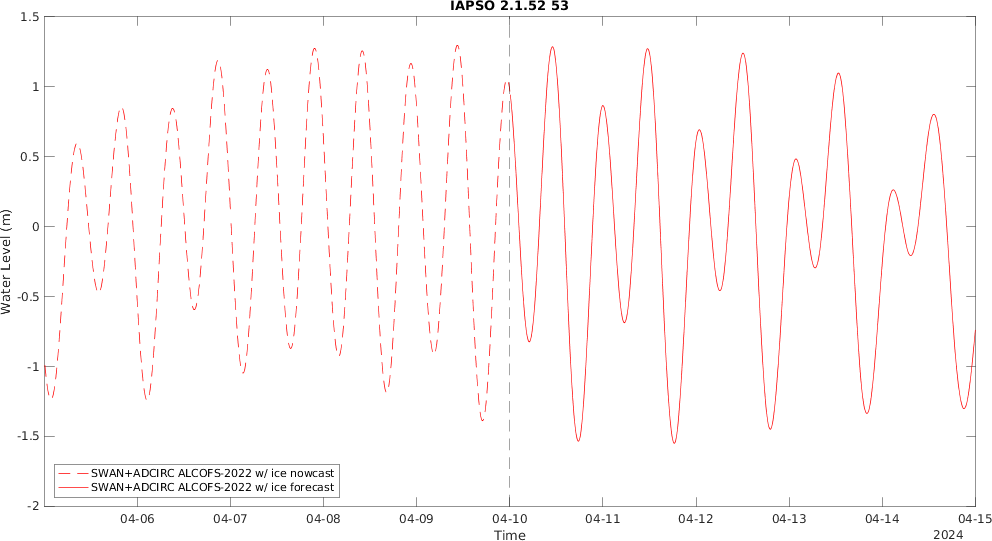 IAPSO 2.1.52 53
Water Level (m)
1.5
1
0.5
0
-0.5
-1
-1.5
-2
SWAN+ADCIRC ALCOFS-2022 w/ ice nowcast
SWAN+ADCIRC ALCOFS-2022 w/ ice forecast
04-06 04-07 04-08 04-09 04-10 04-11 04-12 04-13 04-14 04-15
Time
2024